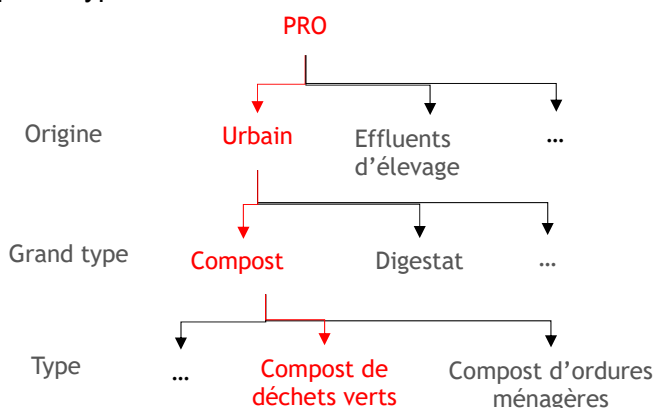 PRO
Origine
Urbain
Effluents
d’élevage
...
Grand type
Compost
Digestat
...
Type
...
Compost de
déchets verts
Compost d’ordures
ménagères